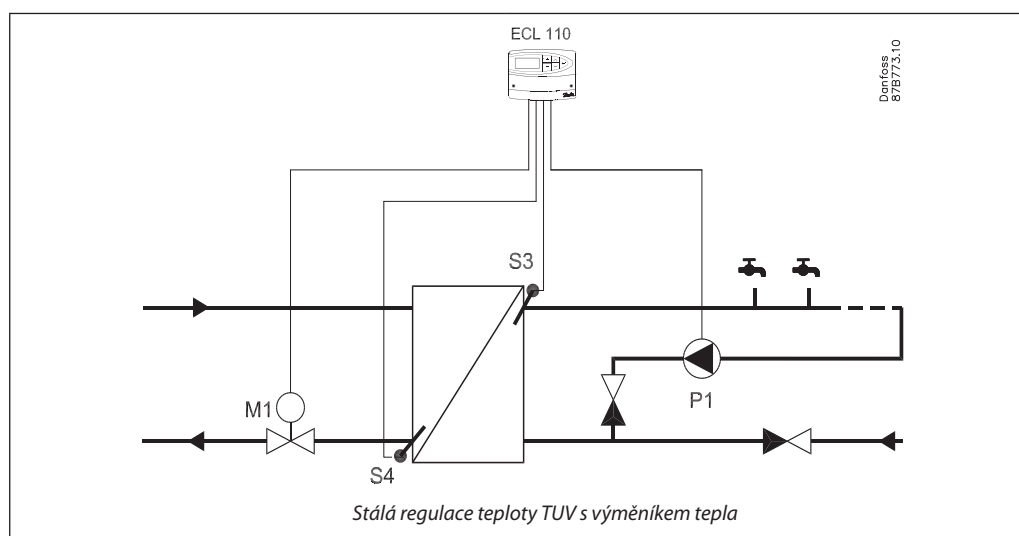 ECL 110
Danfoss
87B773.10
S3
P1
M1
S4
Stálá regulace teploty TUV s výměníkem tepla